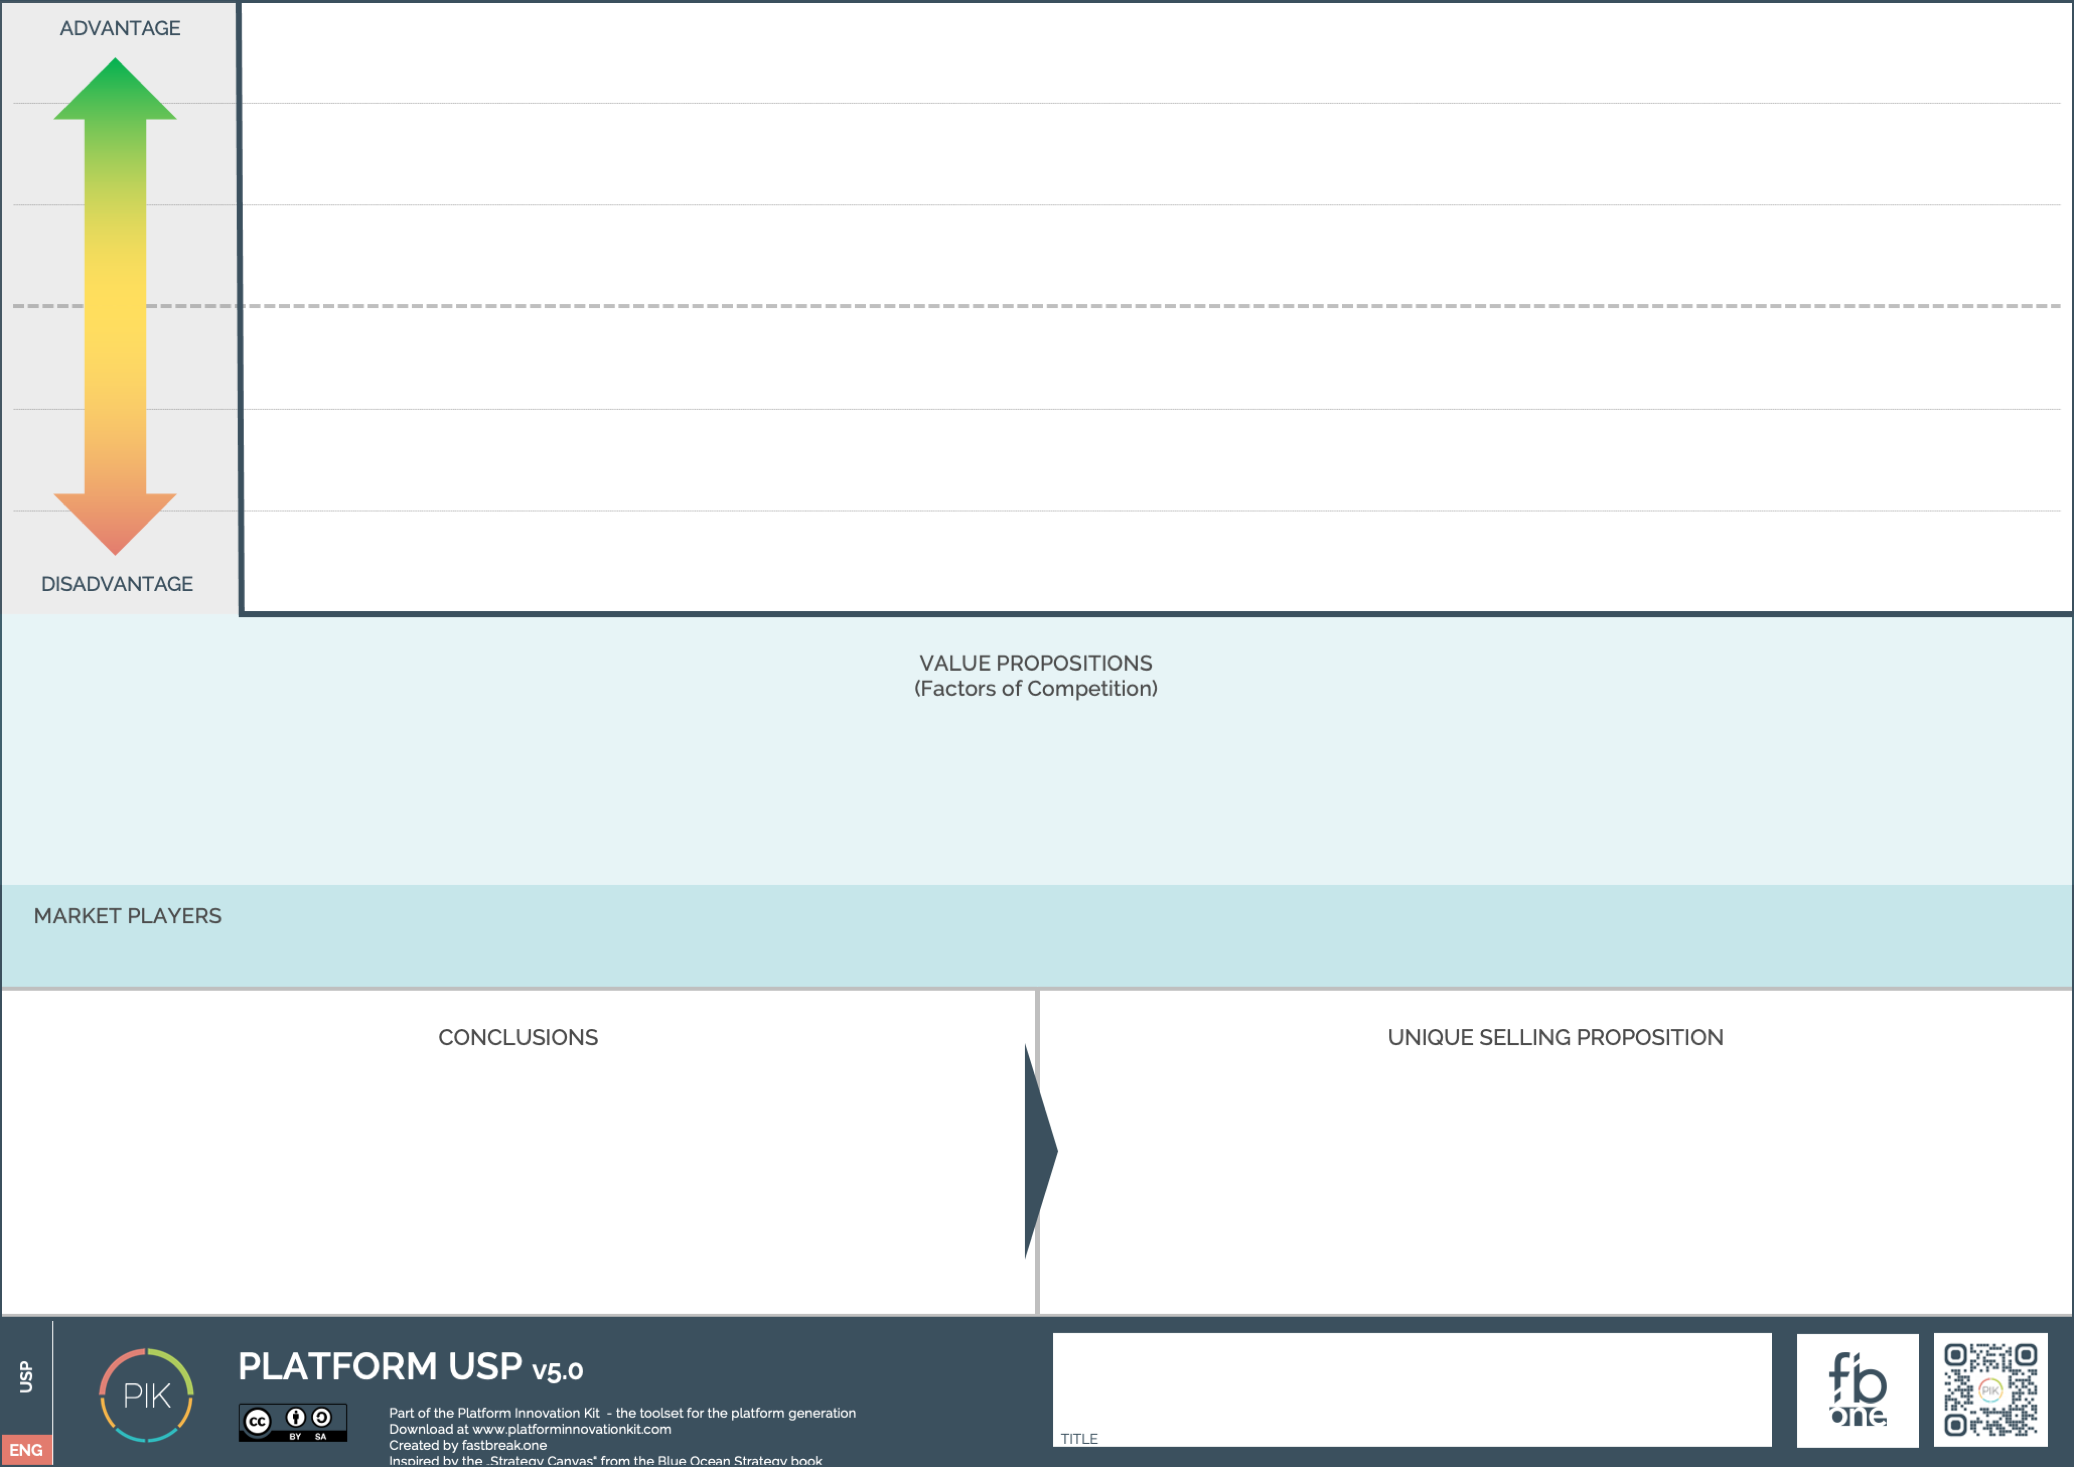 ADVANTAGE
DISADVANTAGE
VALUE PROPOSITIONS
(Factors of Competition)
MARKET PLAYERS
CONCLUSIONS
UNIQUE SELLING PROPOSITION
USP
ENG
PIK
PLATFORM USP v5.0
cc
BY SA
Part of the Platform Innovation Kit - the toolset for the platform generation
Download at www.platforminnovationkit.com
Created by fastbreak.one
Inspired by the „Strategy Canvas" from the Blue Ocean Strategy book
TITLE
fb
one
PIK